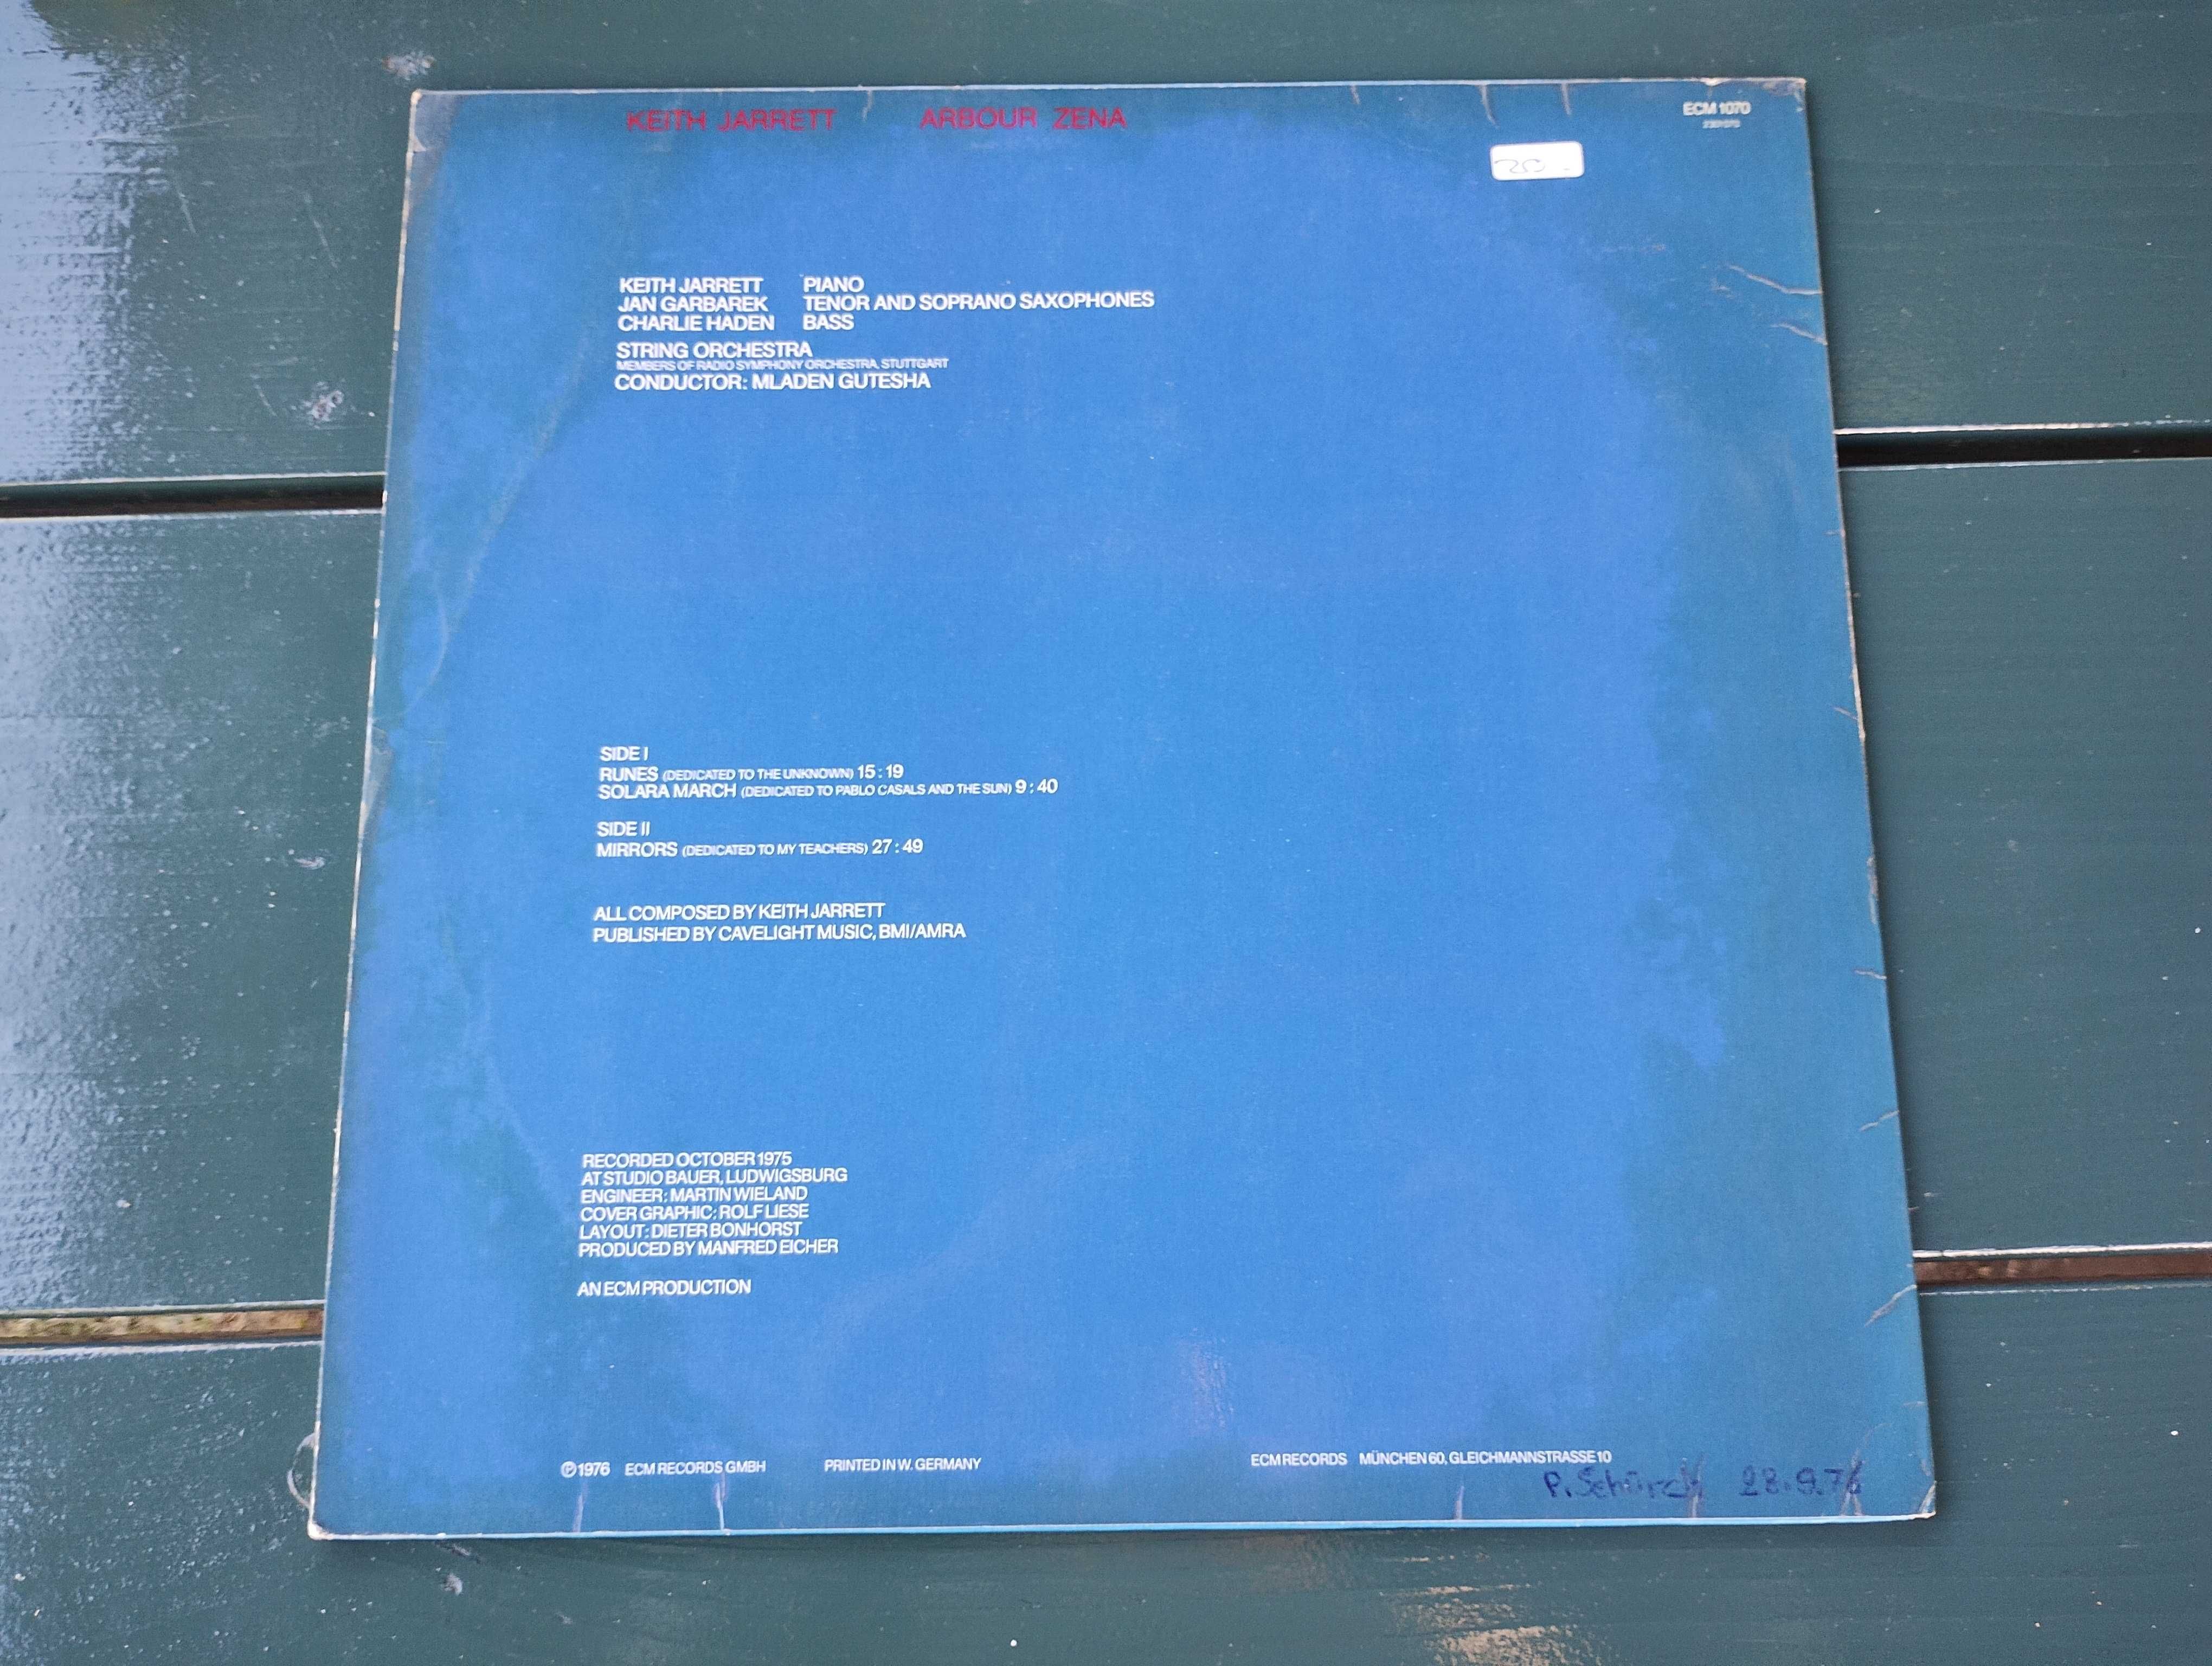 KEITH JARRETT ARBOUR ZENA
ECM 1070
2301070
20.-
KEITH JARRETT PIANO
JAN GARBAREK TENOR AND SOPRANO SAXOPHONES
CHARLIE HADEN BASS
STRING ORCHESTRA
MEMBERS OF RADIO SYMPHONY ORCHESTRA, STUTTGART
CONDUCTOR: MLADEN GUTESHA
SIDE I
RUNES (DEDICATED TO THE UNKNOWN) 15:19
SOLARA MARCH (DEDICATED TO PABLO CASALS AND THE SUN) 9:40
SIDE II
MIRRORS (DEDICATED TO MY TEACHERS) 27:49
ALL COMPOSED BY KEITH JARRETT
PUBLISHED BY CAVELIGHT MUSIC, BMI/AMRA
RECORDED OCTOBER 1975
AT STUDIO BAUER, LUDWIGSBURG
ENGINEER: MARTIN WIELAND
COVER GRAPHIC: ROLF LIESE
LAYOUT: DIETER BONHORST
PRODUCED BY MANFRED EICHER
AN ECM PRODUCTION
℗ 1976 ECM RECORDS GMBH PRINTED IN W. GERMANY ECM RECORDS MÜNCHEN 60, GLEICHMANNSTRASSE 10
P. Schürch 28.9.76